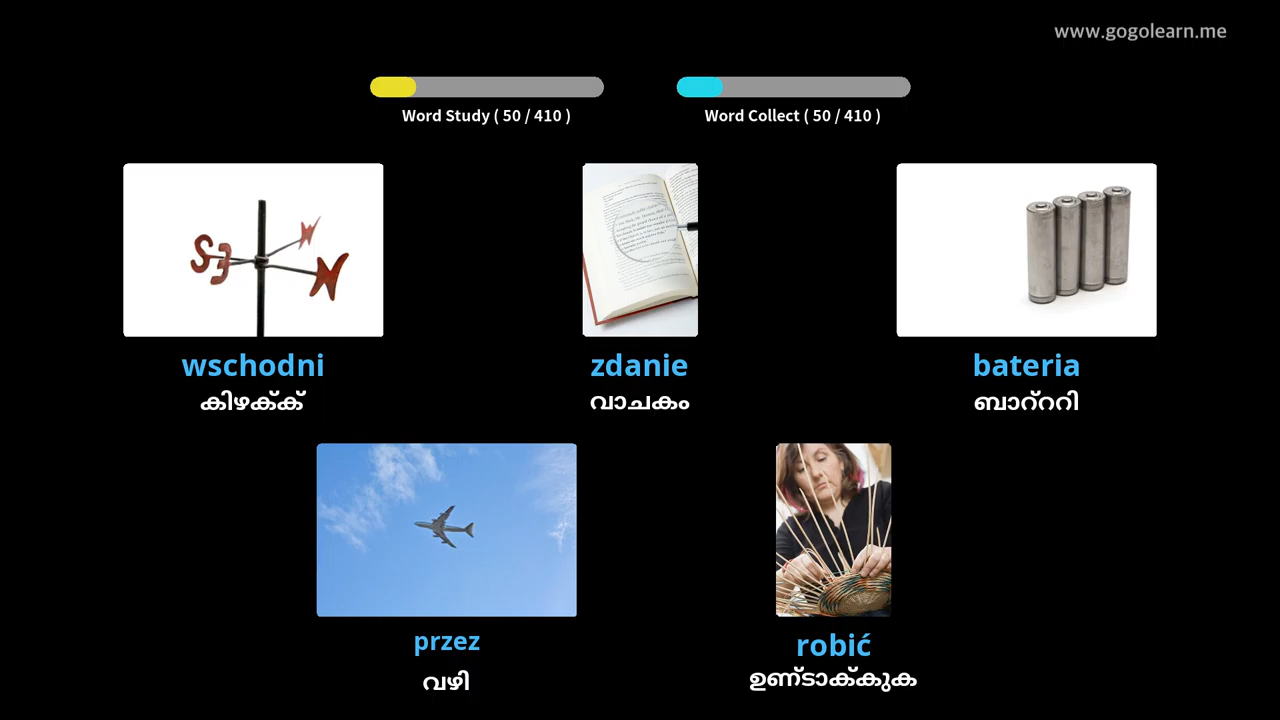 www.gogolearn.me
Word Study ( 50 / 410 )
Word Collect ( 50 / 410 )
wschodni
കിഴക്ക്
zdanie
വാചകം
bateria
ബാറ്ററി
przez
വഴി
robić
ഉണ്ടാക്കുക